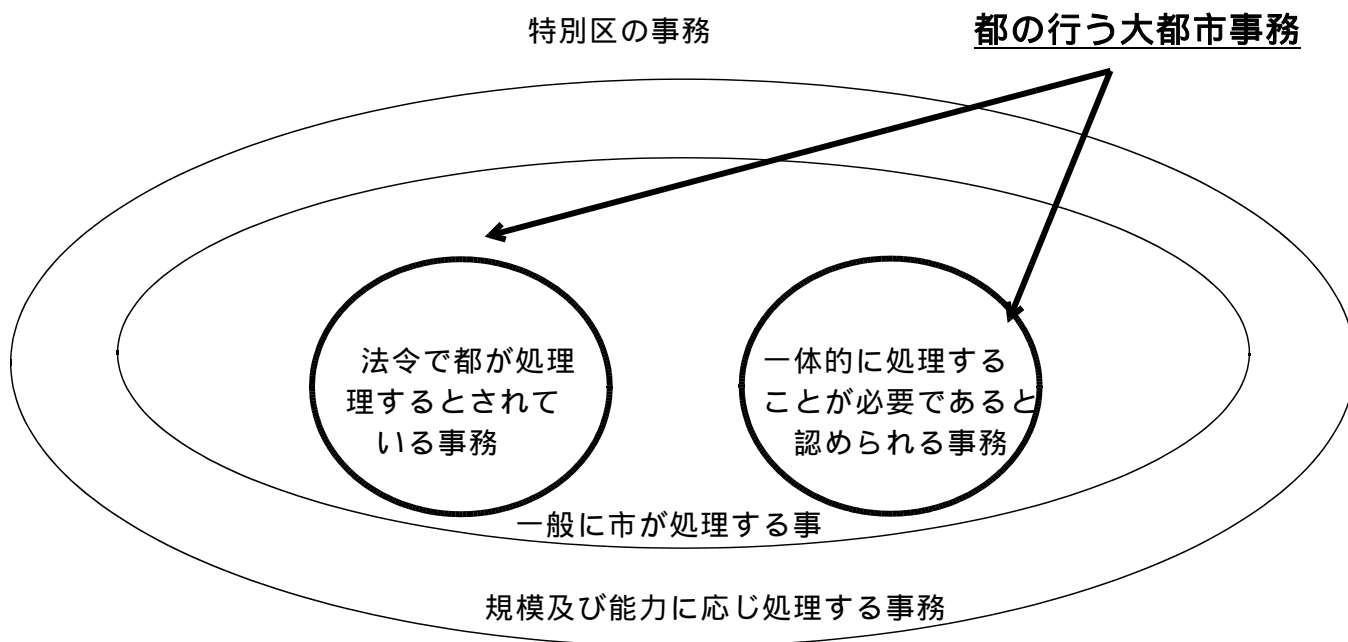 特別区の事務
都の行う大都市事務
法令で都が処理
理するとされて
いる事務
一体的に処理する
ことが必要であると
認められる事務
一般に市が処理する事
規模及び能力に応じ処理する事務